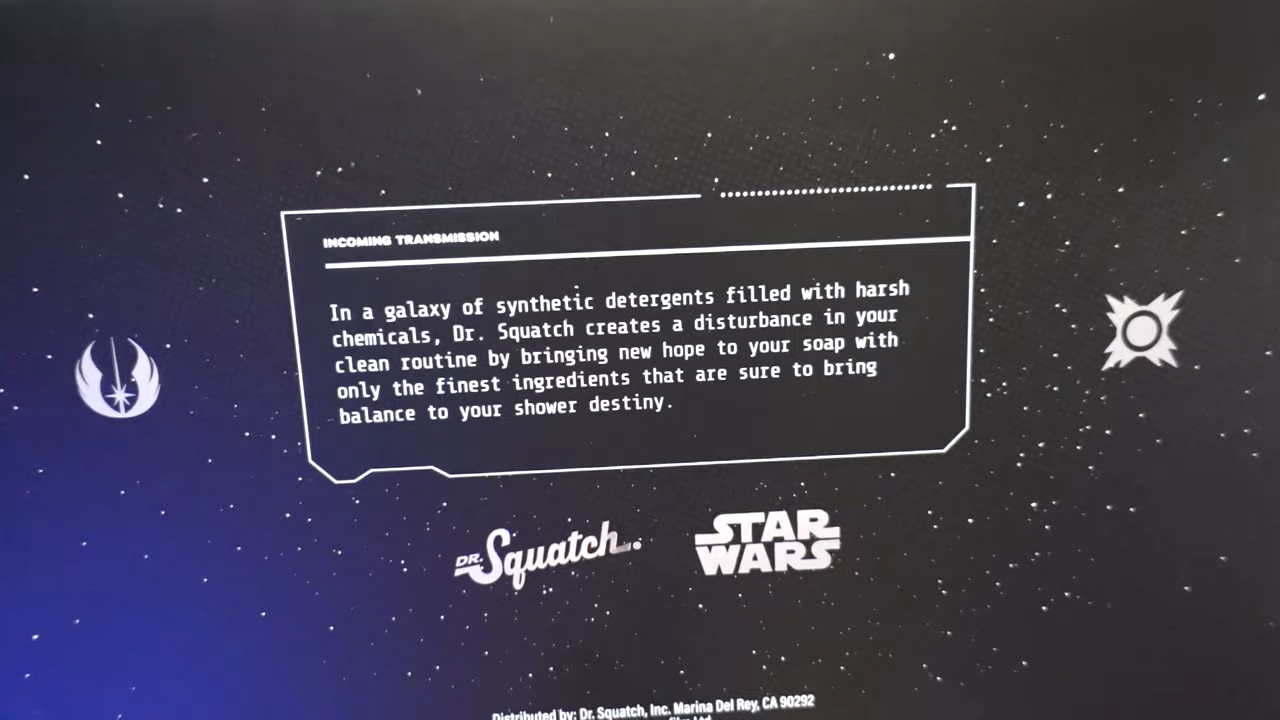 INCOMING TRANSMISSION
In a galaxy of synthetic detergents filled with harsh
chemicals, Dr. Squatch creates a disturbance in your
clean routine by bringing new hope to your soap with
only the finest ingredients that are sure to bring
balance to your shower destiny.
DR. Squatch.
STAR
WARS
Distributed by: Dr. Squatch, Inc. Marina Del Rey, CA 90292